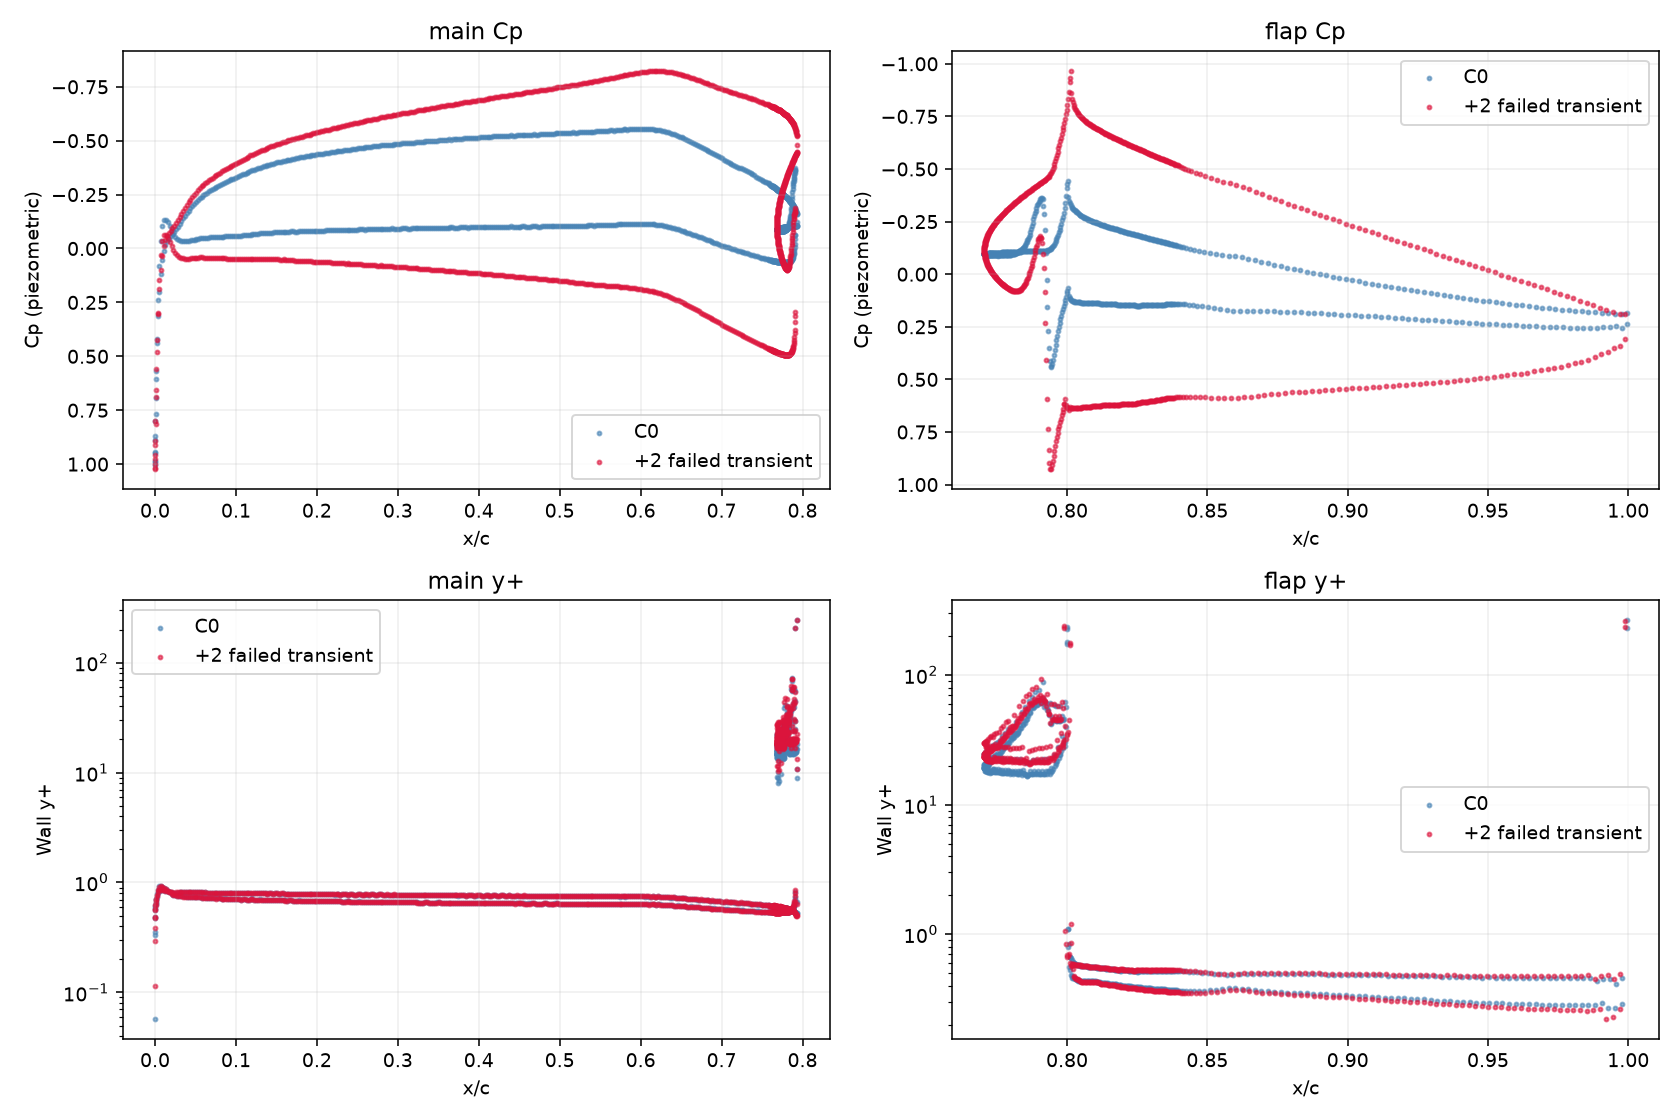 main Cp
Cp (piezometric)
−0.75
−0.50
−0.25
0.00
0.25
0.50
0.75
1.00
C0
+2 failed transient
0.0 0.1 0.2 0.3 0.4 0.5 0.6 0.7 0.8
x/c
flap Cp
Cp (piezometric)
−1.00
−0.75
−0.50
−0.25
0.00
0.25
0.50
0.75
1.00
C0
+2 failed transient
0.80 0.85 0.90 0.95 1.00
x/c
main y+
Wall y+
10²
10¹
10⁰
10⁻¹
C0
+2 failed transient
0.0 0.1 0.2 0.3 0.4 0.5 0.6 0.7 0.8
x/c
flap y+
Wall y+
10²
10¹
10⁰
C0
+2 failed transient
0.80 0.85 0.90 0.95 1.00
x/c